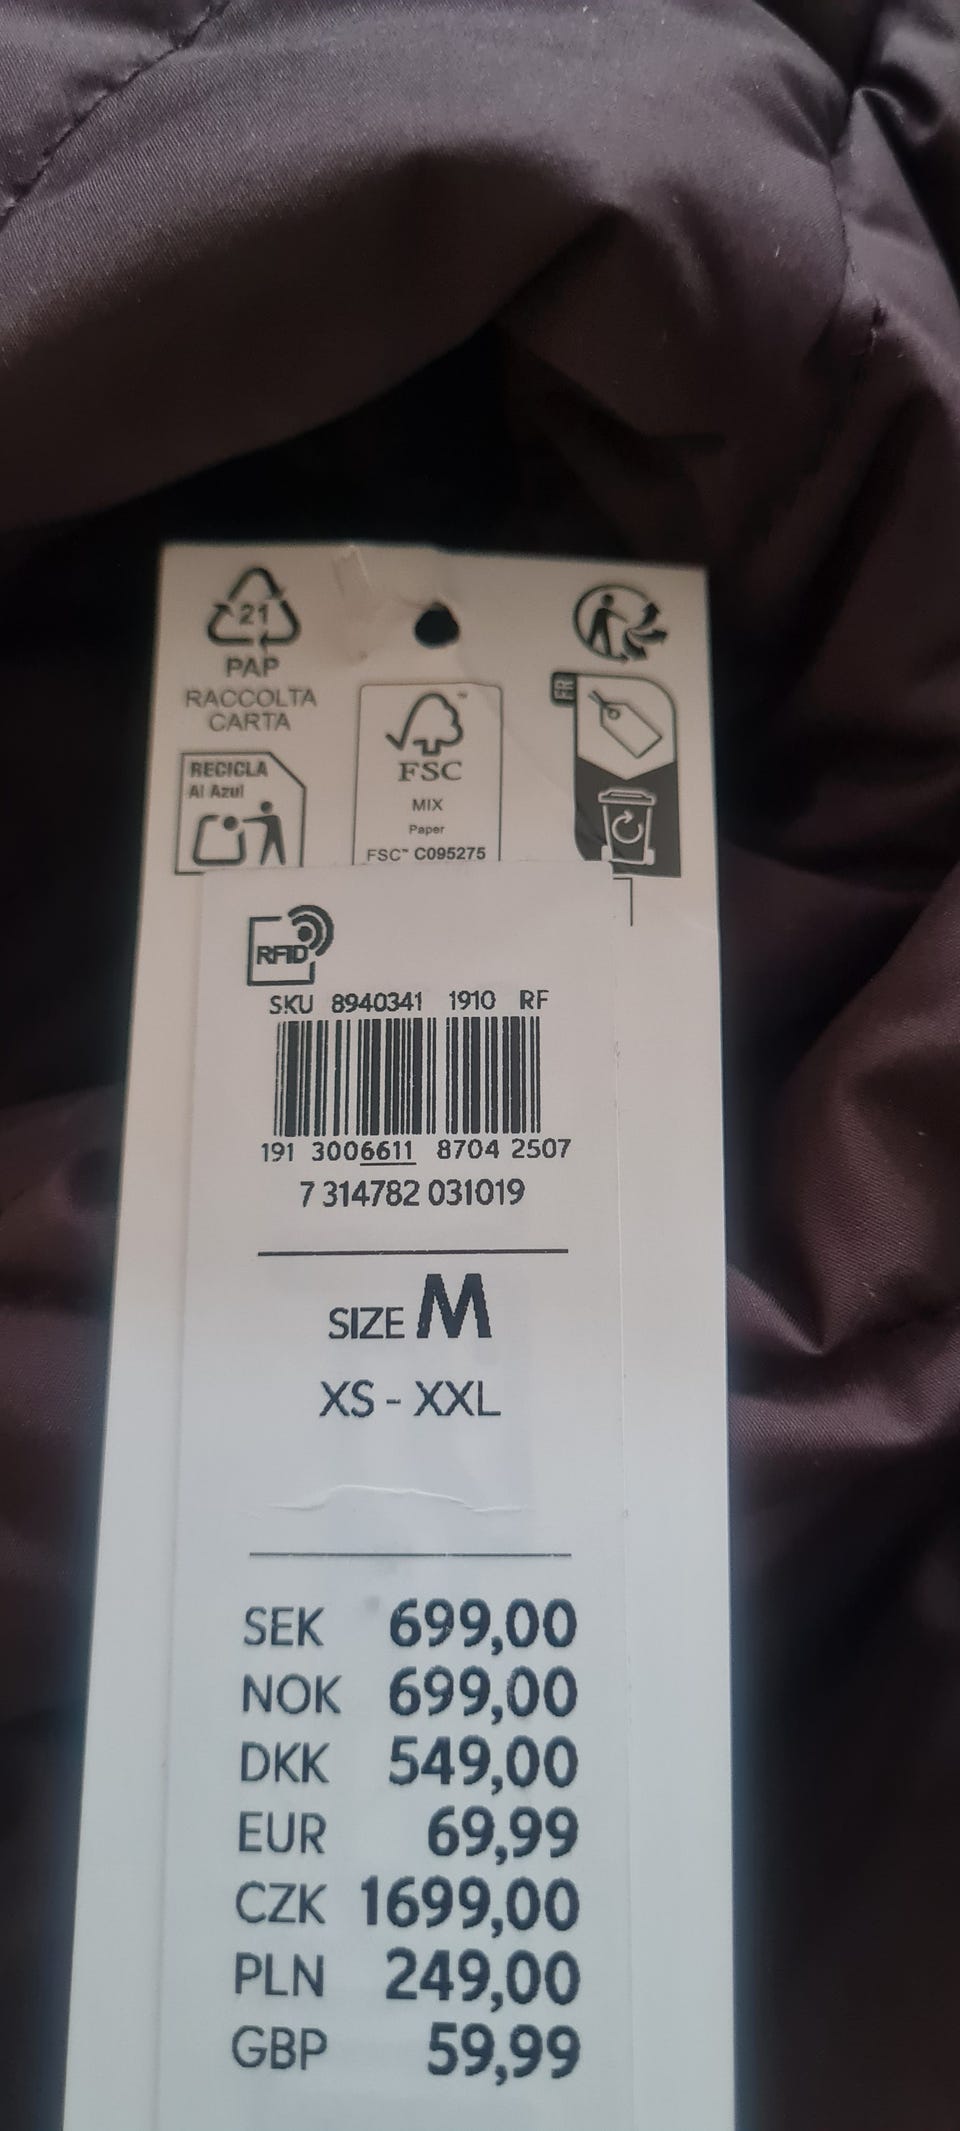 21
PAP
RACCOLTA
CARTA
RECICLA
Al Azul
FSC™
MIX
Paper
FSC™ C095275
FR
RFID
SKU 8940341 1910 RF
191 3006611 8704 2507
7 314782 031019
SIZE M
XS - XXL
SEK 699,00
NOK 699,00
DKK 549,00
EUR 69,99
CZK 1699,00
PLN 249,00
GBP 59,99